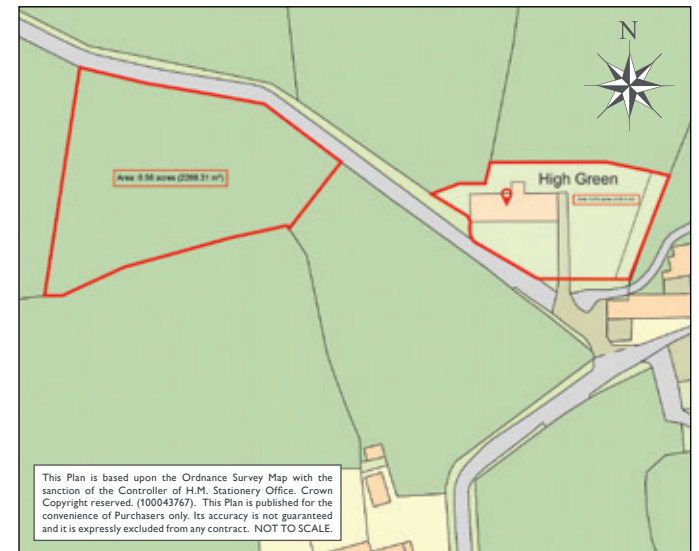 N
High Green
Area: 0.58 acres (2366.31 m²)
This Plan is based upon the Ordnance Survey Map with the
sanction of the Controller of H.M. Stationery Office. Crown
Copyright reserved. (100043767). This Plan is published for the
convenience of Purchasers only. Its accuracy is not guaranteed
and it is expressly excluded from any contract. NOT TO SCALE.